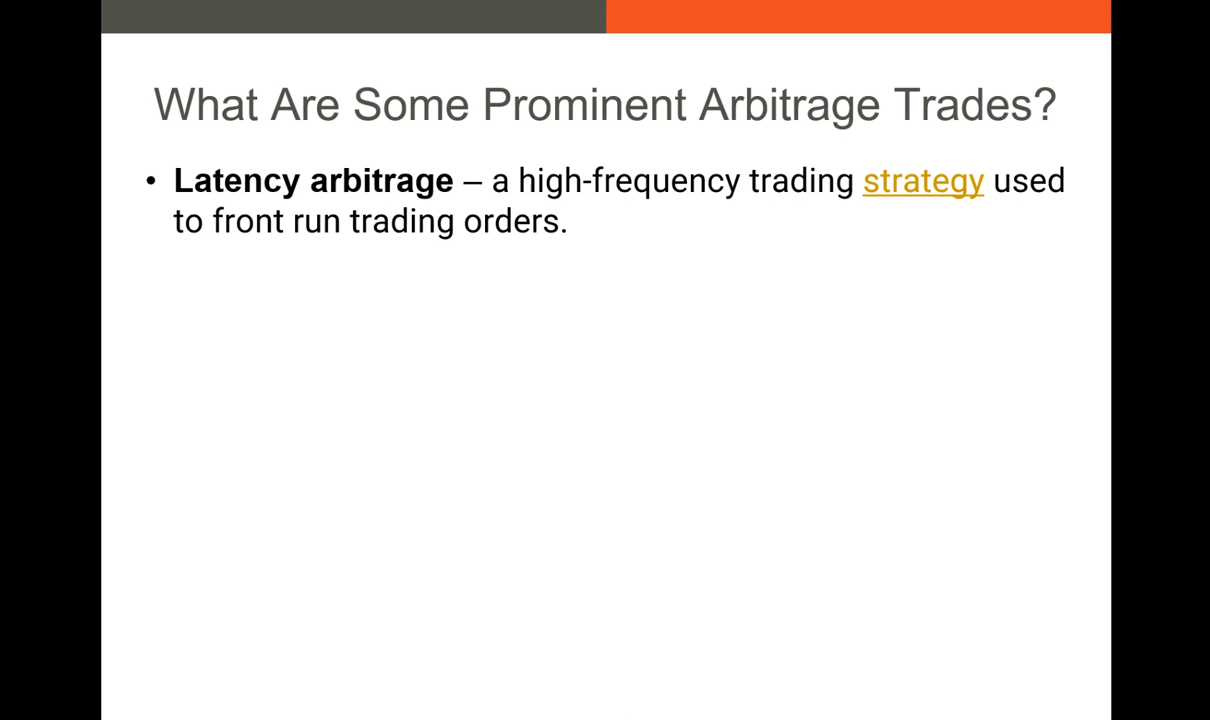 What Are Some Prominent Arbitrage Trades?
• Latency arbitrage – a high-frequency trading strategy used
to front run trading orders.